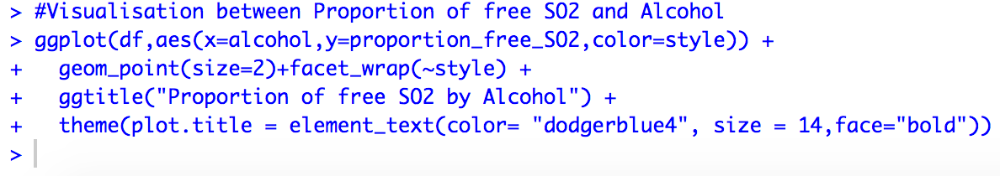 > #Visualisation between Proportion of free SO2 and Alcohol
> ggplot(df,aes(x=alcohol,y=proportion_free_SO2,color=style)) +
+   geom_point(size=2)+facet_wrap(~style) +
+   ggtitle("Proportion of free SO2 by Alcohol") +
+   theme(plot.title = element_text(color= "dodgerblue4", size = 14,face="bold"))
>